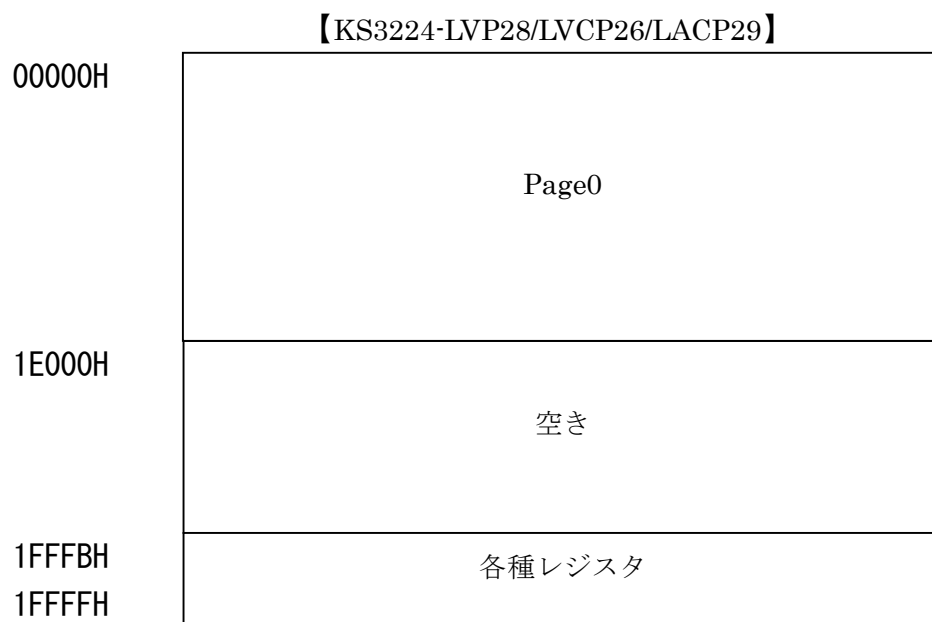 【KS3224-LVP28/LVCP26/LACP29】
00000H
Page0
1E000H
空き
1FFFBH
各種レジスタ
1FFFFH